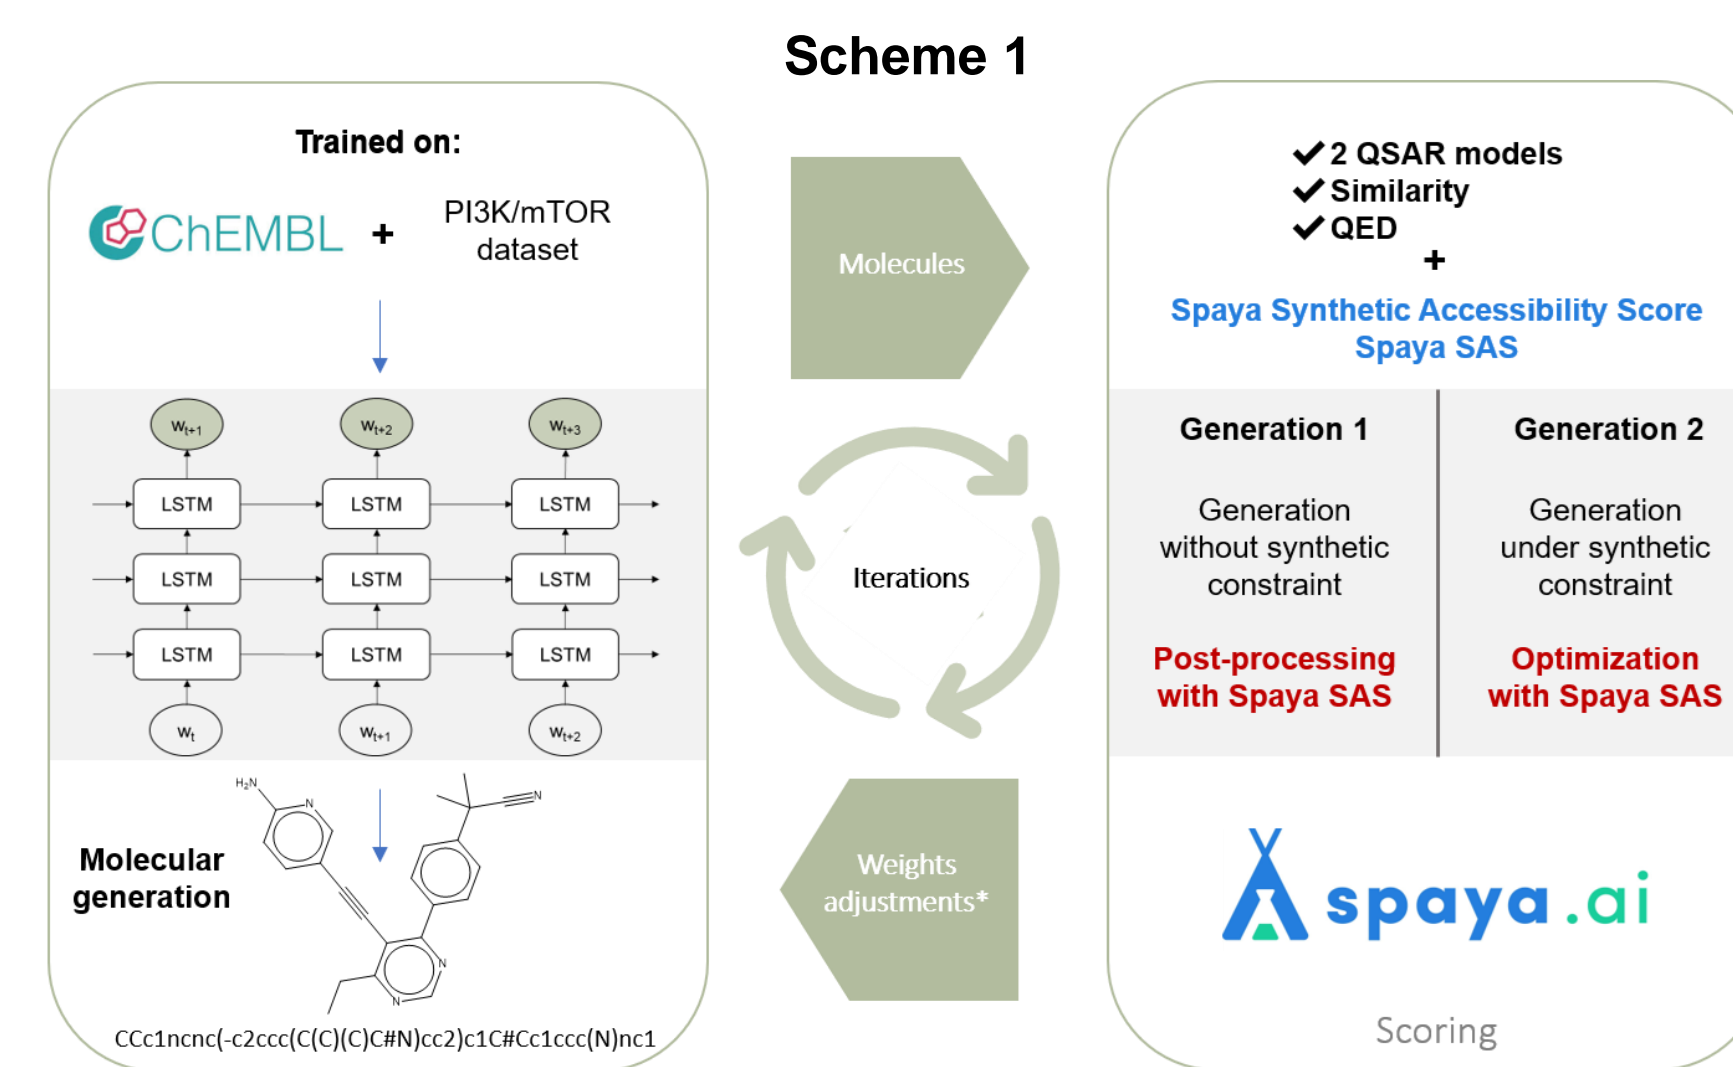 Scheme 1
Trained on:
ChEMBL
+
PI3K/mTOR
dataset
wt+1
wt+2
wt+3
LSTM
LSTM
LSTM
LSTM
LSTM
LSTM
LSTM
LSTM
LSTM
wt
wt+1
wt+2
Molecular
generation
H2N
N
N
N
N
CCc1ncnc(-c2ccc(C(C)(C)C#N)cc2)c1C#Cc1ccc(N)nc1
Molecules
Iterations
Weights
adjustments*
✔ 2 QSAR models
✔ Similarity
✔ QED
+
Spaya Synthetic Accessibility Score
Spaya SAS
Generation 1
Generation
without synthetic
constraint
Post-processing
with Spaya SAS
Generation 2
Generation
under synthetic
constraint
Optimization
with Spaya SAS
spaya.ai
Scoring